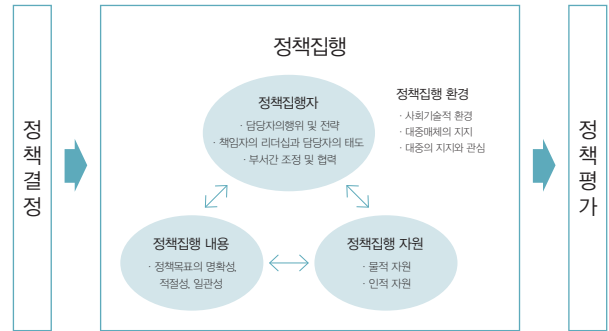 정책결정
정책집행
정책집행자
· 담당자의행위 및 전략
· 책임자의 리더십과 담당자의 태도
· 부서간 조정 및 협력
정책집행 환경
· 사회기술적 환경
· 대중매체의 지지
· 대중의 지지와 관심
정책집행 내용
· 정책목표의 명확성,
적절성, 일관성
정책집행 자원
· 물적 자원
· 인적 자원
정책평가